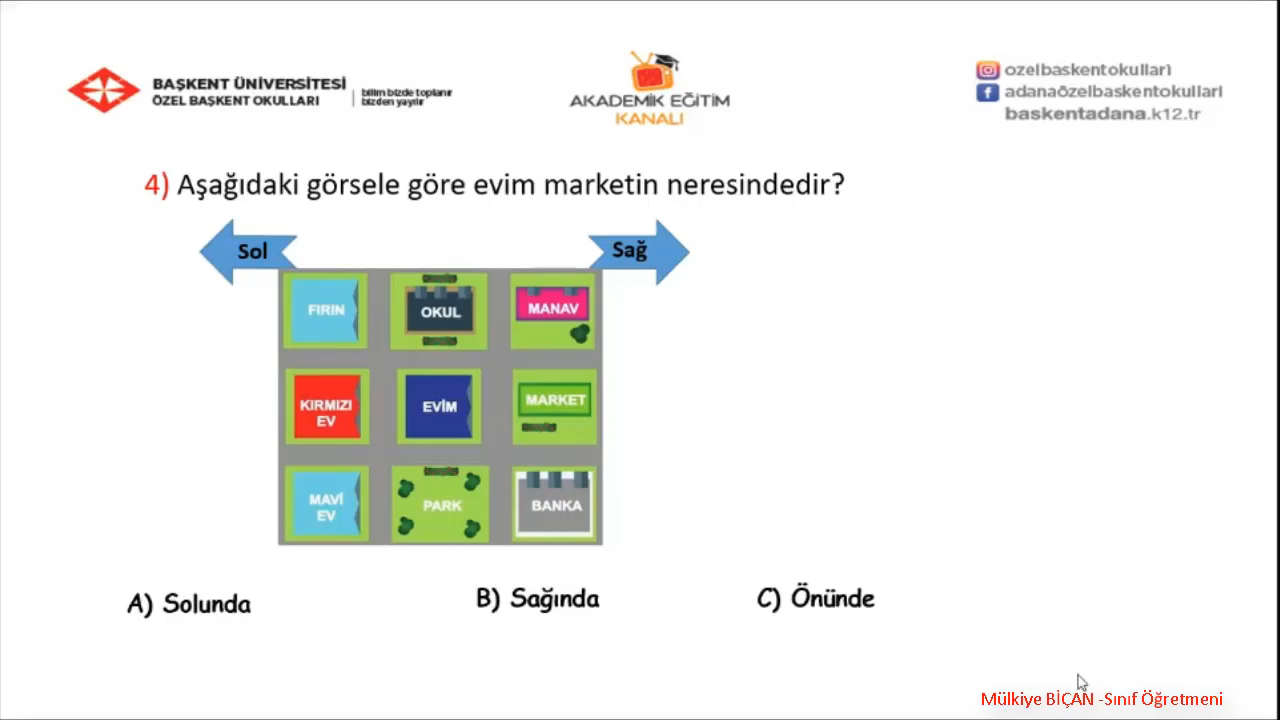 BAŞKENT ÜNİVERSİTESİ
ÖZEL BAŞKENT OKULLARI
bilim bizde toplanır
bizden yayılır
AKADEMİK EĞİTİM
KANALI
ozelbaskentokulları
adanaözelbaskentokullari
baskentadana.k12.tr
4) Aşağıdaki görsele göre evim marketin neresindedir?
Sol
Sağ
FIRIN
OKUL
MANAV
KIRMIZI
EV
EVİM
MARKET
MAVİ
EV
PARK
BANKA
A) Solunda
B) Sağında
C) Önünde
Mülkiye BİÇAN -Sınıf Öğretmeni